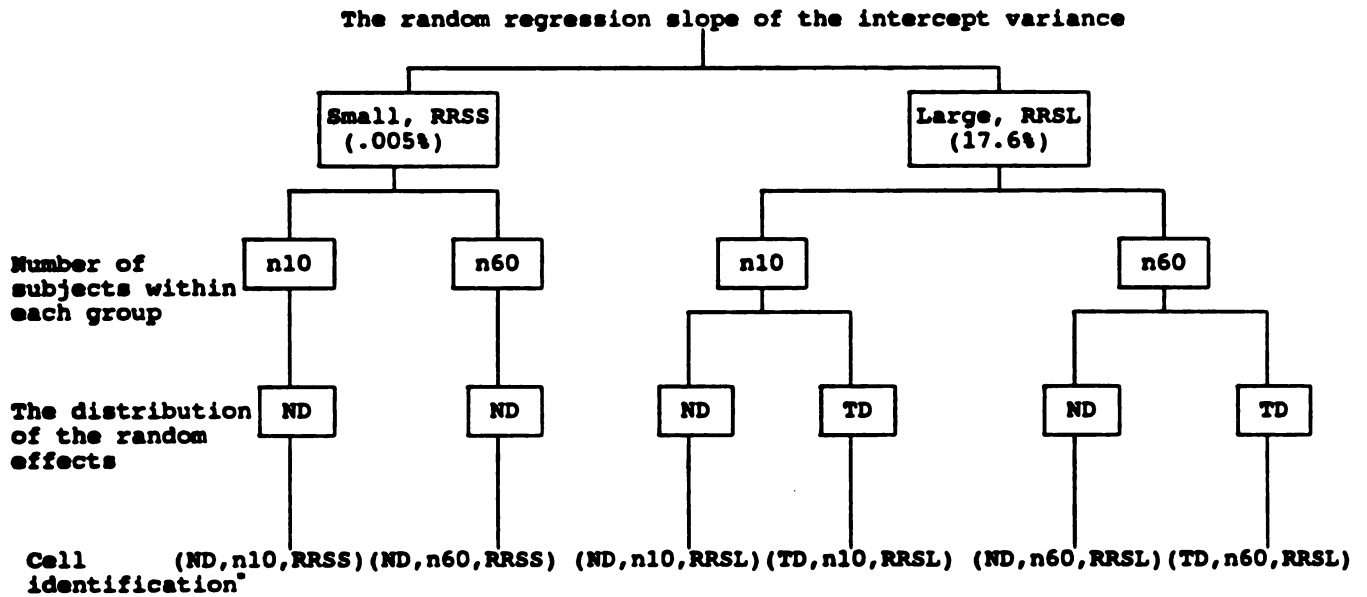 The random regression slope of the intercept variance
Small, RRSS
(.005%)
Large, RRSL
(17.6%)
Number of
subjects within
each group
n10
n60
n10
n60
The distribution
of the random
effects
ND
ND
ND
TD
ND
TD
Cell
identification
(ND,n10,RRSS) (ND,n60,RRSS) (ND,n10,RRSL) (TD,n10,RRSL) (ND,n60,RRSL) (TD,n60,RRSL)